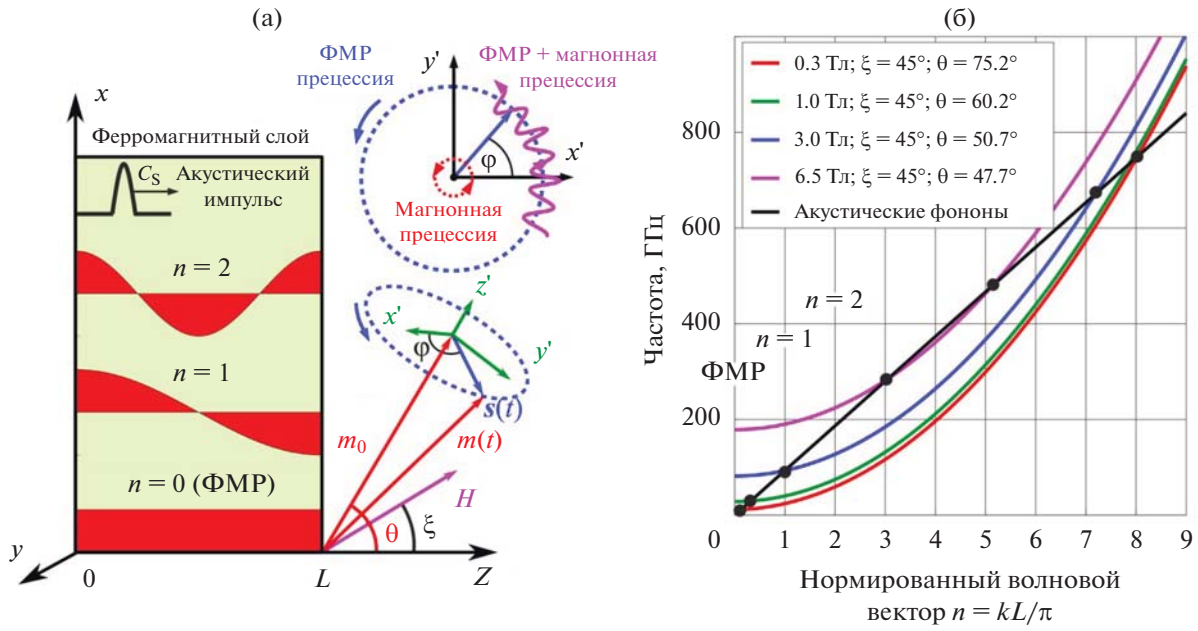 (а)
x
Ферромагнитный слой
C_S
Акустический
импульс
n = 2
n = 1
n = 0 (ФМР)
y
0
L
Z
ФМР
прецессия
y'
ФМР + магнонная
прецессия
φ
x'
Магнонная
прецессия
z'
x'
φ
y'
s(t)
m_0
m(t)
H
θ
ξ
(б)
0.3 Тл; ξ = 45°; θ = 75.2°
1.0 Тл; ξ = 45°; θ = 60.2°
3.0 Тл; ξ = 45°; θ = 50.7°
6.5 Тл; ξ = 45°; θ = 47.7°
Акустические фононы
Частота, ГГц
800
600
400
200
n = 2
n = 1
ФМР
0 1 2 3 4 5 6 7 8 9
Нормированный волновой
вектор n = kL/π